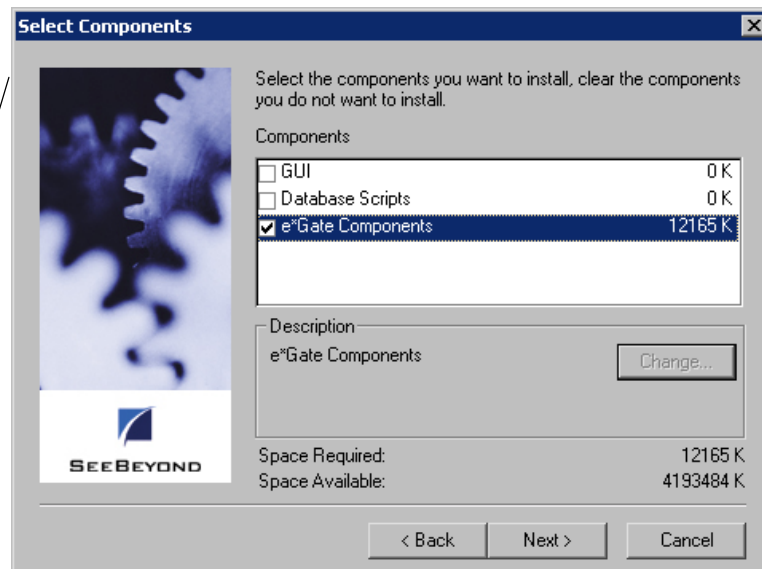 Select Components
Select the components you want to install, clear the components
you do not want to install.
Components
GUI 0 K
Database Scripts 0 K
e*Gate Components 12165 K
Description
e*Gate Components
Change...
SEEBEYOND
Space Required: 12165 K
Space Available: 4193484 K
< Back Next > Cancel